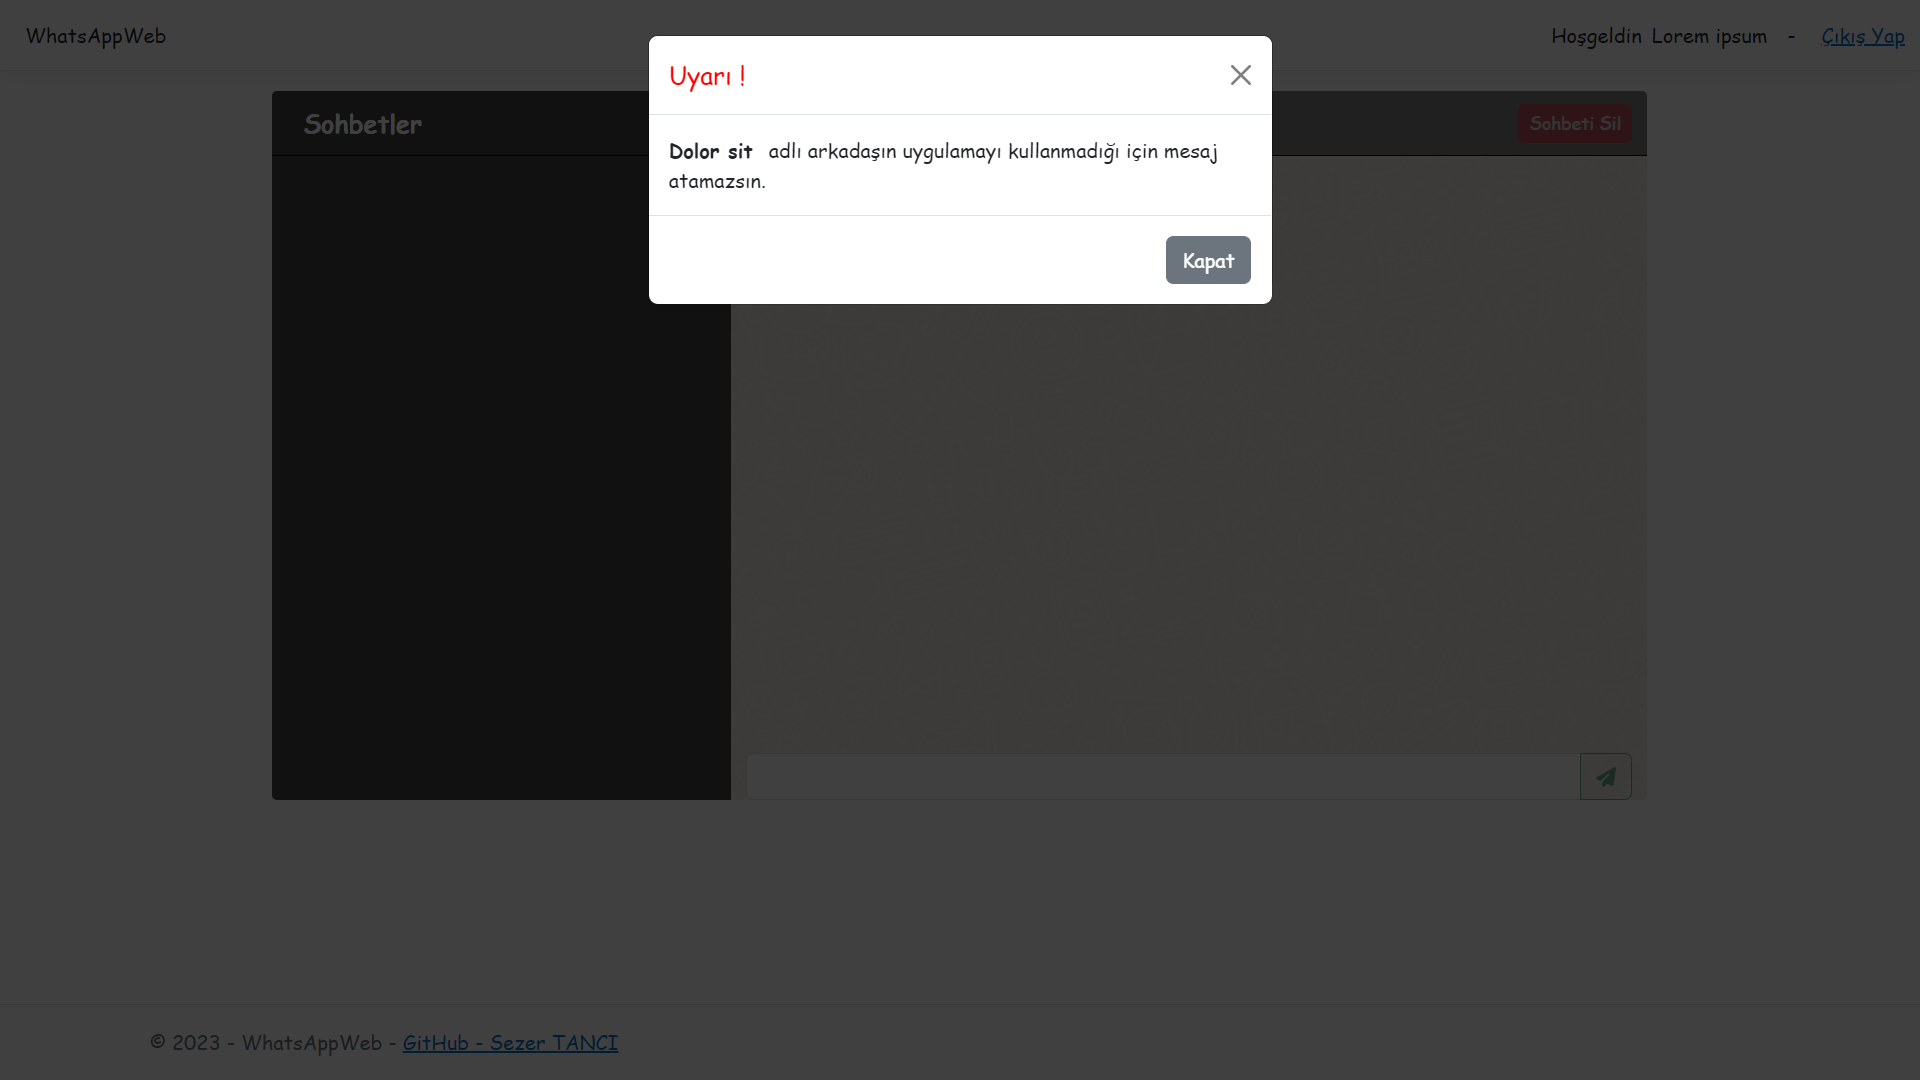 WhatsAppWeb
Hoşgeldin Lorem ipsum - Çıkış Yap
Uyarı !
Dolor sit adlı arkadaşın uygulamayı kullanmadığı için mesaj
atamazsın.
Kapat
Sohbetler
Sohbeti Sil
© 2023 - WhatsAppWeb - GitHub - Sezer TANCI